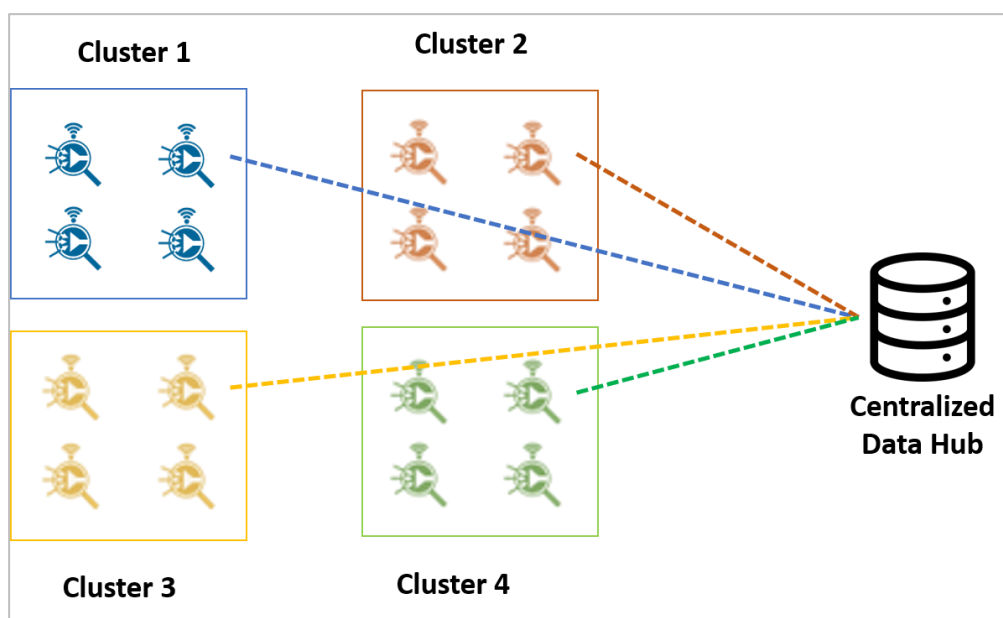 Cluster 1
Cluster 2
Centralized
Data Hub
Cluster 3
Cluster 4